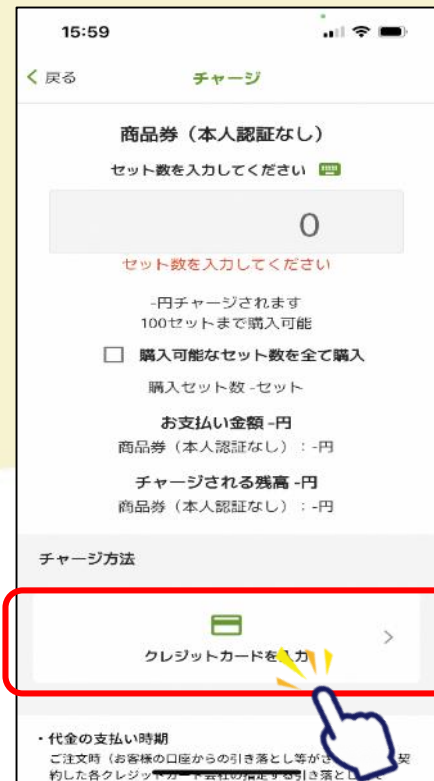 15:59
戻る
チャージ
商品券（本人認証なし）
セット数を入力してください
0
セット数を入力してください
-円チャージされます
100セットまで購入可能
購入可能なセット数を全て購入
購入セット数 -セット
お支払い金額 -円
商品券（本人認証なし）：-円
チャージされる残高 -円
商品券（本人認証なし）：-円
チャージ方法
クレジットカードを入力
・代金の支払い時期
ご注文時（お客様の口座からの引き落とし等がさ 契
約した各クレジットカード会社の指定する引き落とし